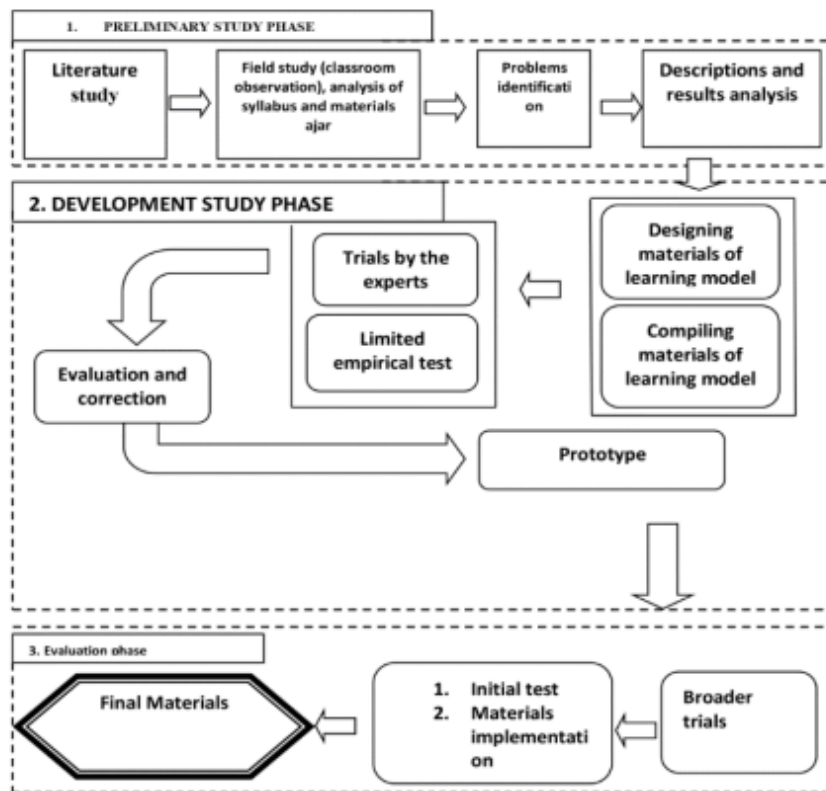 1. PRELIMINARY STUDY PHASE
Literature
study
Field study (classroom
observation), analysis of
syllabus and materials
ajar
Problems
identificati
on
Descriptions and
results analysis
2. DEVELOPMENT STUDY PHASE
Designing
materials of
learning model
Compiling
materials of
learning model
Trials by the
experts
Limited
empirical test
Evaluation and
correction
Prototype
3. Evaluation phase
Broader
trials
1. Initial test
2. Materials
implementati
on
Final Materials